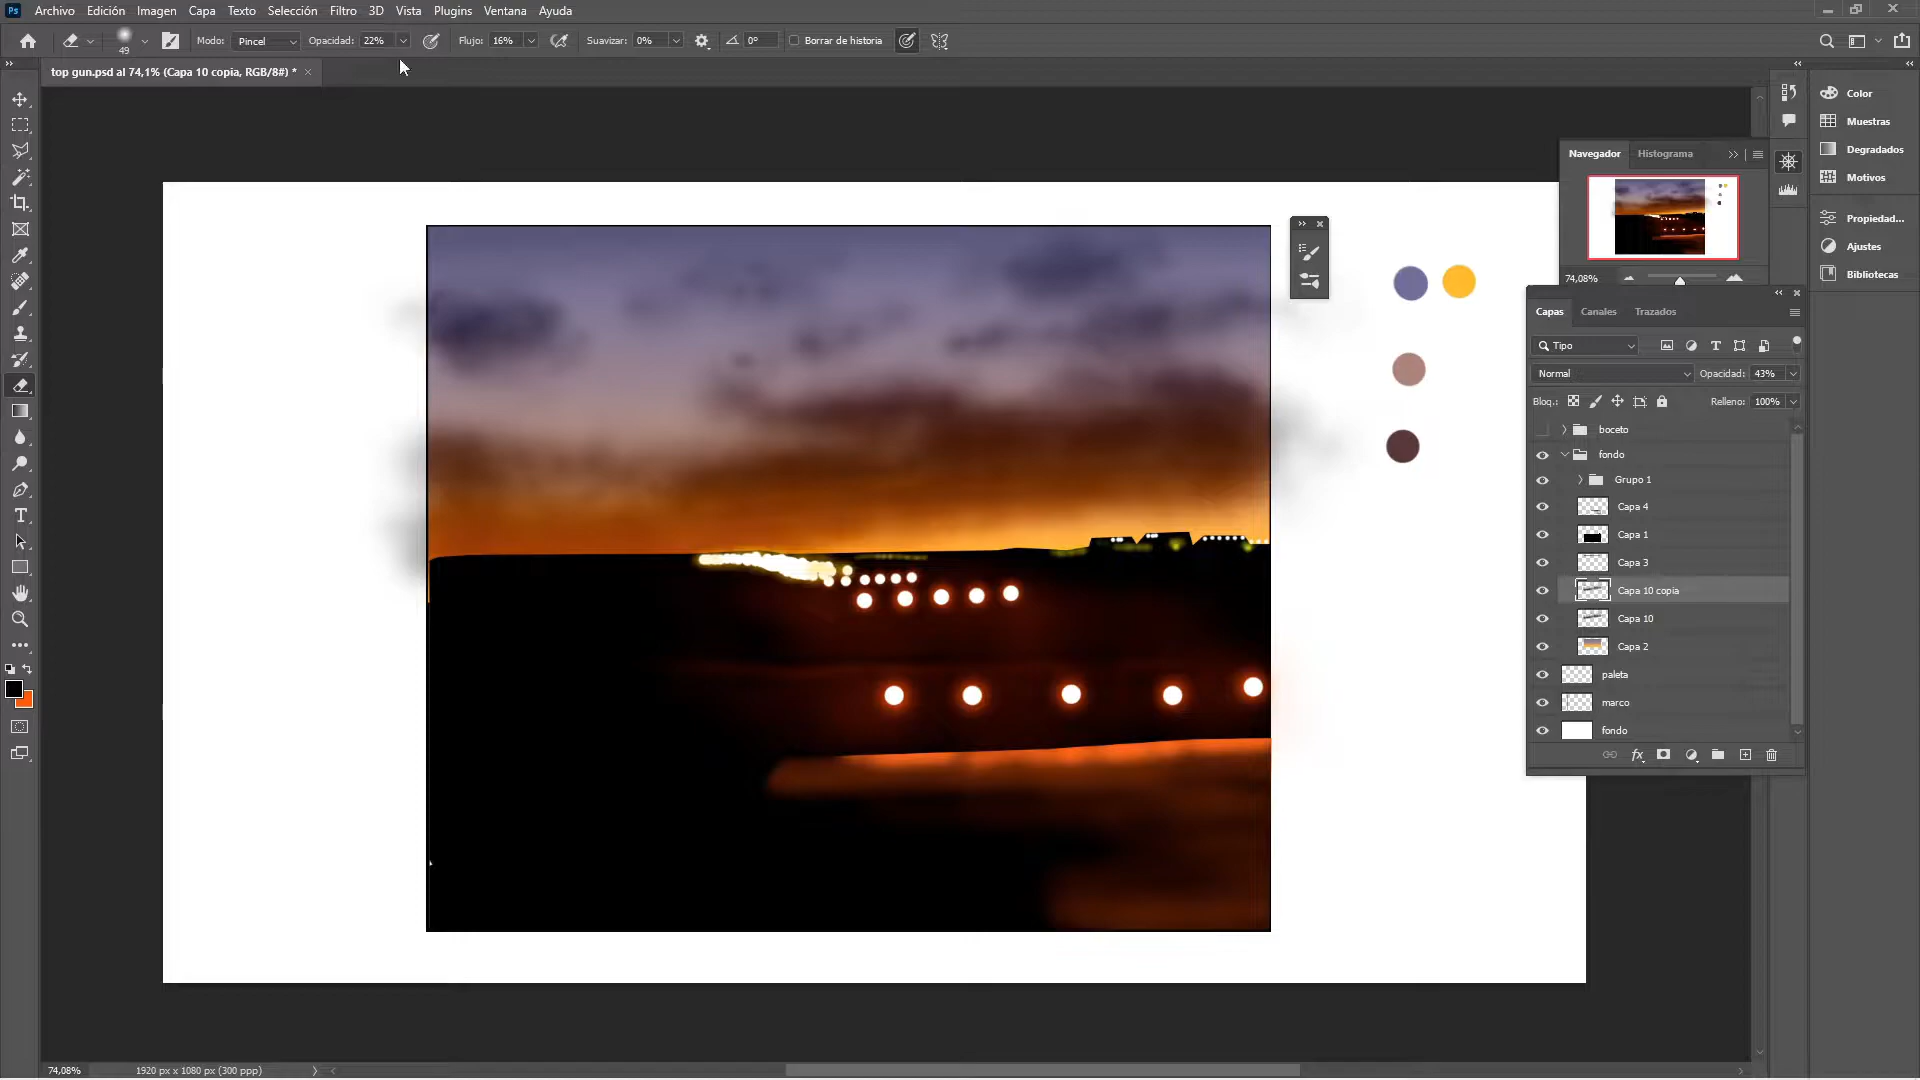 Ps Archivo Edición Imagen Capa Texto Selección Filtro 3D Vista Plugins Ventana Ayuda
49 Modo: Pincel Opacidad: 22% Flujo: 16% Suavizar: 0% 0° Borrar de historia
top gun.psd al 74,1% (Capa 10 copia, RGB/8#) * ×
Color
Muestras
Degradados
Motivos
Propiedad...
Ajustes
Bibliotecas
Navegador Histograma
74,08%
Capas Canales Trazados
Tipo
Normal Opacidad: 43%
Bloq.: Relleno: 100%
boceto
fondo
Grupo 1
Capa 4
Capa 1
Capa 3
Capa 10 copia
Capa 10
Capa 2
paleta
marco
fondo
fx
74,08% 1920 px x 1080 px (300 ppp)